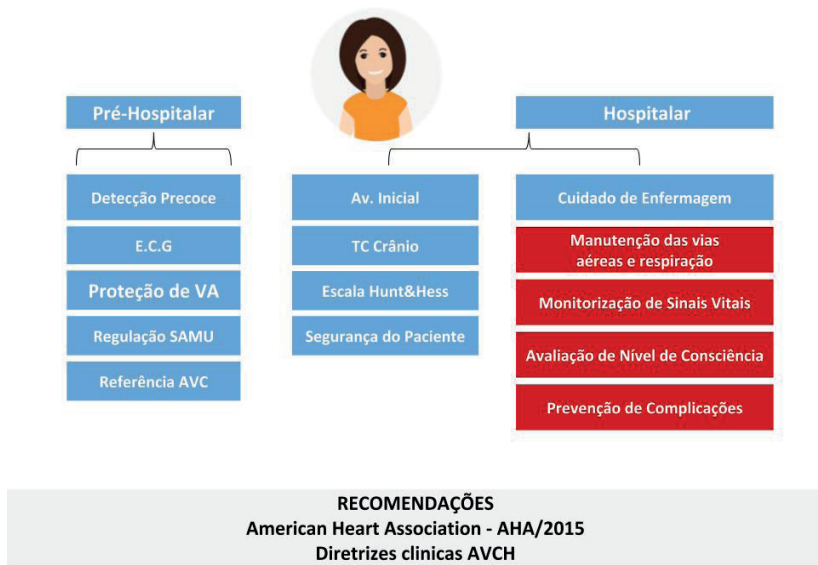 Pré-Hospitalar
Detecção Precoce
E.C.G
Proteção de VA
Regulação SAMU
Referência AVC
Hospitalar
Av. Inicial
TC Crânio
Escala Hunt&Hess
Segurança do Paciente
Cuidado de Enfermagem
Manutenção das vias
aéreas e respiração
Monitorização de Sinais Vitais
Avaliação de Nível de Consciência
Prevenção de Complicações
RECOMENDAÇÕES
American Heart Association - AHA/2015
Diretrizes clinicas AVCH